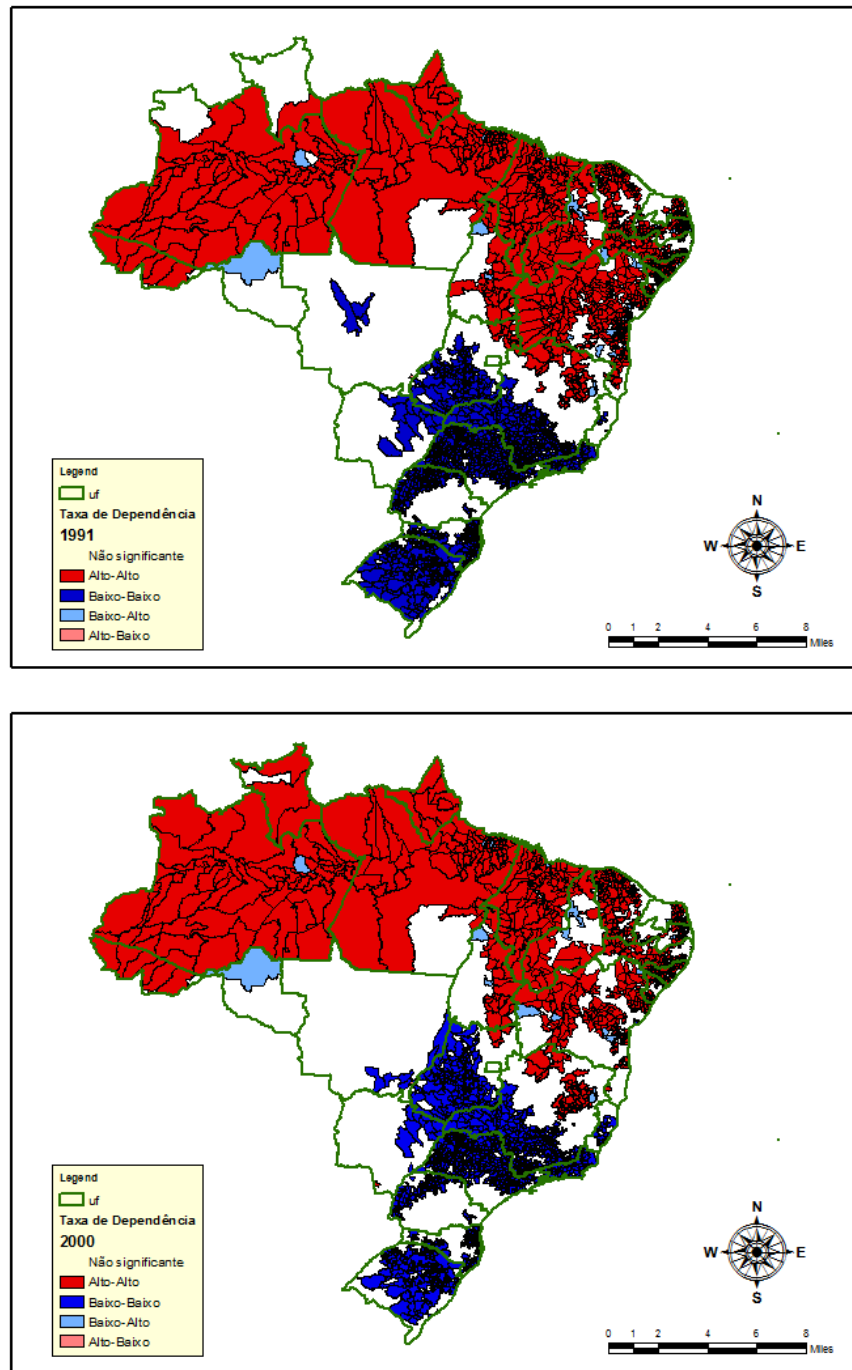 Legend
uf
Taxa de Dependência
1991
Não significante
Alto-Alto
Baixo-Baixo
Baixo-Alto
Alto-Baixo
N
W E
S
0 1 2 4 6 8
Miles
Legend
uf
Taxa de Dependência
2000
Não significante
Alto-Alto
Baixo-Baixo
Baixo-Alto
Alto-Baixo
N
W E
S
0 1 2 4 6 8
Miles